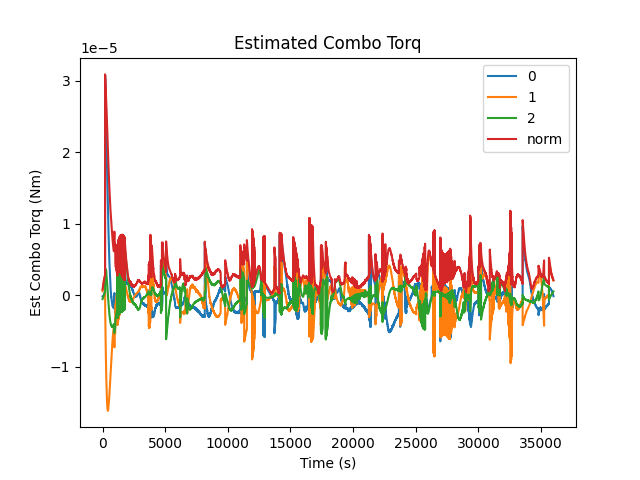 Estimated Combo Torq
1e−5
3
2
1
0
−1
Est Combo Torq (Nm)
0
1
2
norm
0 5000 10000 15000 20000 25000 30000 35000
Time (s)